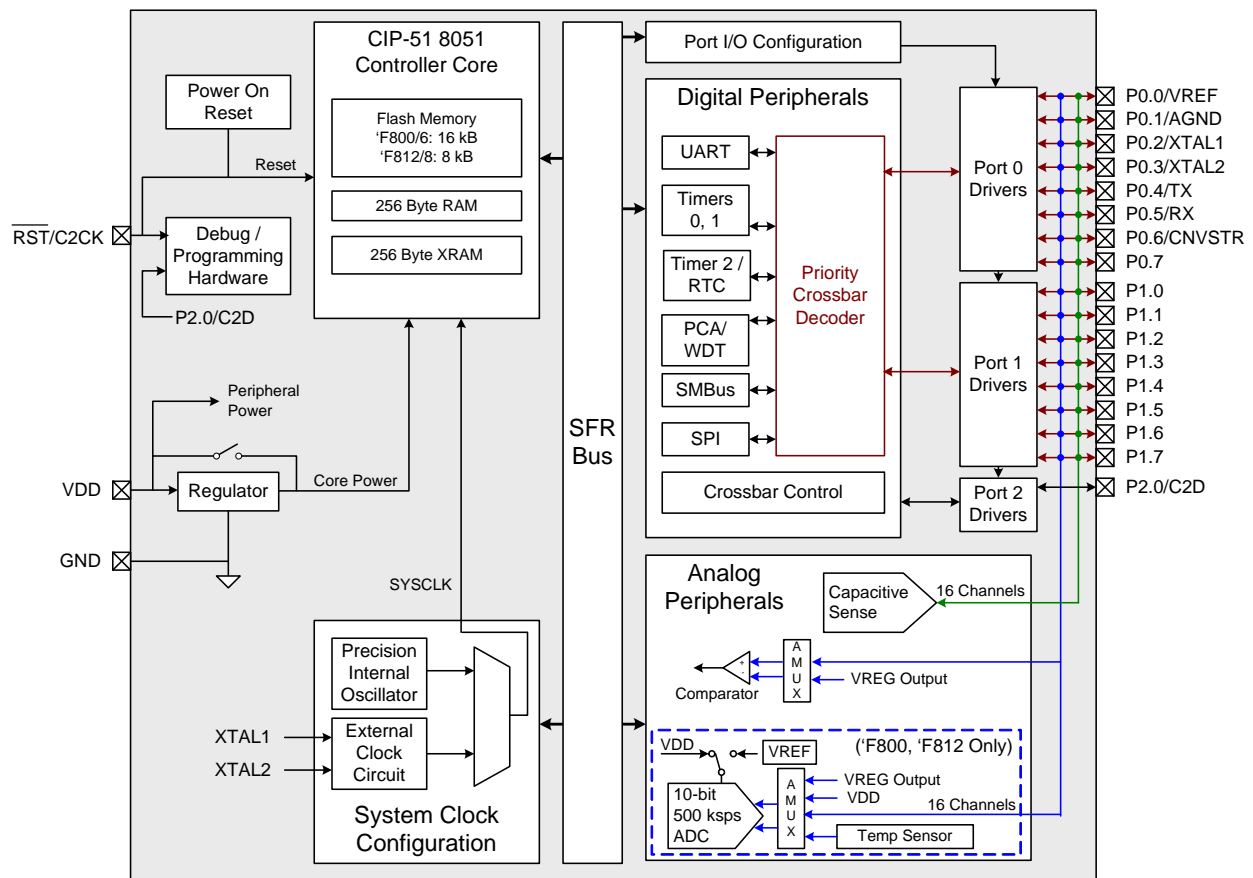 CIP-51 8051
Controller Core
Flash Memory
‘F800/6: 16 kB
‘F812/8: 8 kB
256 Byte RAM
256 Byte XRAM
Power On
Reset
Reset
RST/C2CK
Debug /
Programming
Hardware
P2.0/C2D
Peripheral
Power
VDD
Regulator
Core Power
GND
SYSCLK
Precision
Internal
Oscillator
XTAL1
XTAL2
External
Clock
Circuit
System Clock
Configuration
SFR
Bus
Port I/O Configuration
Digital Peripherals
UART
Timers
0, 1
Timer 2 /
RTC
PCA/
WDT
SMBus
SPI
Priority
Crossbar
Decoder
Crossbar Control
Port 0
Drivers
Port 1
Drivers
Port 2
Drivers
P0.0/VREF
P0.1/AGND
P0.2/XTAL1
P0.3/XTAL2
P0.4/TX
P0.5/RX
P0.6/CNVSTR
P0.7
P1.0
P1.1
P1.2
P1.3
P1.4
P1.5
P1.6
P1.7
P2.0/C2D
Analog
Peripherals
Capacitive
Sense
16 Channels
+
-
Comparator
A
M
U
X
VREG Output
(‘F800, ‘F812 Only)
VDD
VREF
10-bit
500 ksps
ADC
A
M
U
X
VREG Output
VDD
16 Channels
Temp Sensor